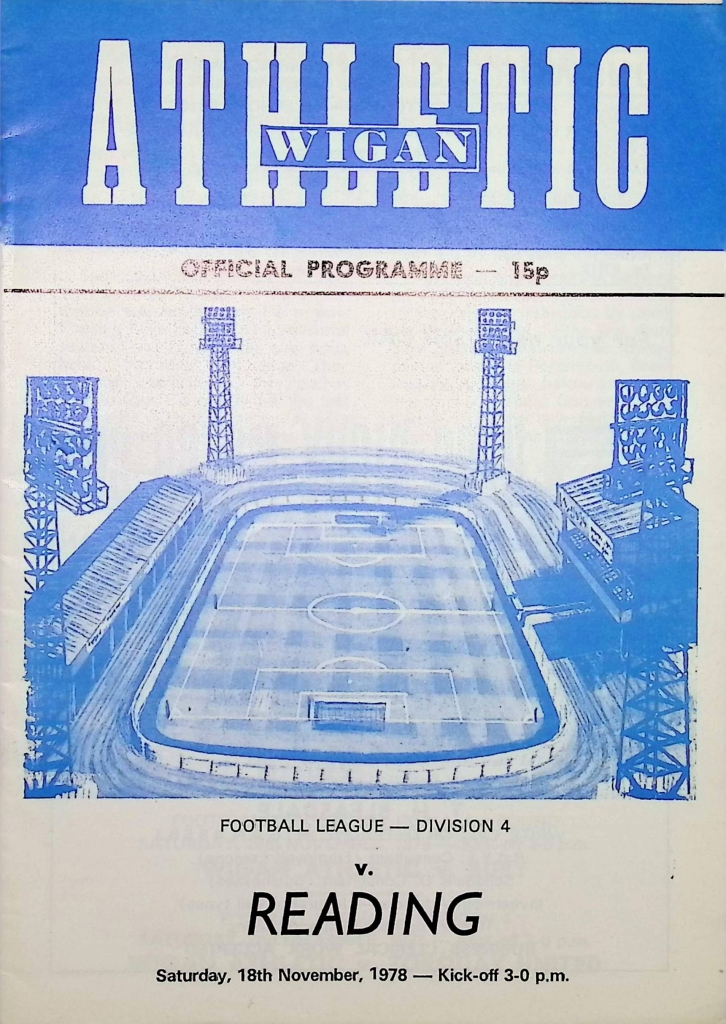 ATHLETIC
WIGAN
OFFICIAL PROGRAMME — 15p
FOOTBALL LEAGUE — DIVISION 4
v.
READING
Saturday, 18th November, 1978 — Kick-off 3-0 p.m.